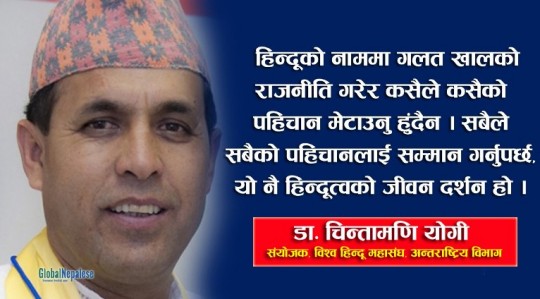 हिन्दूको नाममा गलत खालको
राजनीति गरेर कसैले कसैको
पहिचान मेटाउनु हुंदैन । सबैले
सबैको पहिचानलाई सम्मान गर्नुपर्छ,
यो नै हिन्दूत्वको जीवन दर्शन हो ।
डा. चिन्तामणि योगी
संयोजक, विश्व हिन्दू महासंघ, अन्तराष्ट्रिय विभाग
GlobalNepalese